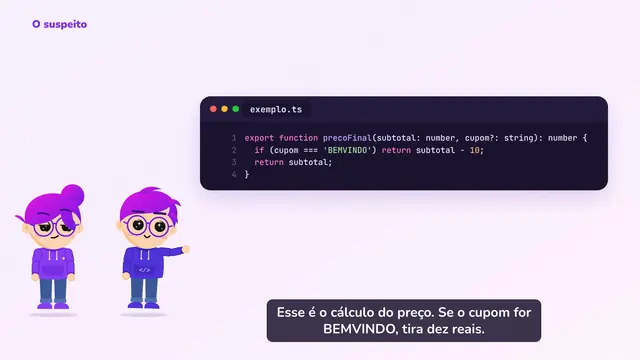 O suspeito
exemplo.ts
1 export function precoFinal(subtotal: number, cupom?: string): number {
2 if (cupom === 'BEMVINDO') return subtotal - 10;
3 return subtotal;
4 }
</>
Esse é o cálculo do preço. Se o cupom for
BEMVINDO, tira dez reais.